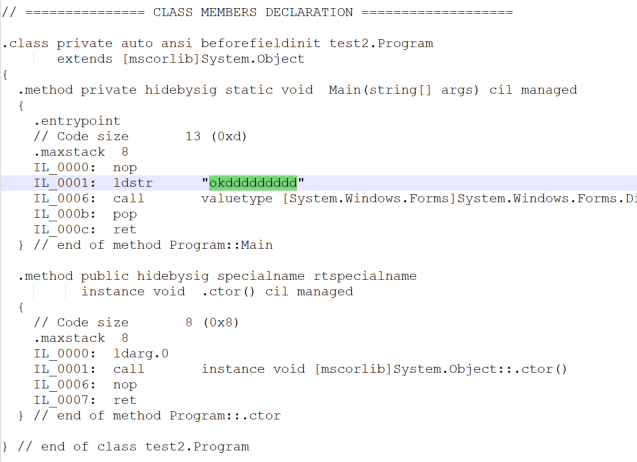 // =============== CLASS MEMBERS DECLARATION ===================
.class private auto ansi beforefieldinit test2.Program
extends [mscorlib]System.Object
{
.method private hidebysig static void  Main(string[] args) cil managed
{
.entrypoint
// Code size       13 (0xd)
.maxstack  8
IL_0000:  nop
IL_0001:  ldstr      "okddddddddd"
IL_0006:  call       valuetype [System.Windows.Forms]System.Windows.Forms.Di
IL_000b:  pop
IL_000c:  ret
} // end of method Program::Main
.method public hidebysig specialname rtspecialname
instance void  .ctor() cil managed
{
// Code size       8 (0x8)
.maxstack  8
IL_0000:  ldarg.0
IL_0001:  call       instance void [mscorlib]System.Object::.ctor()
IL_0006:  nop
IL_0007:  ret
} // end of method Program::.ctor
} // end of class test2.Program